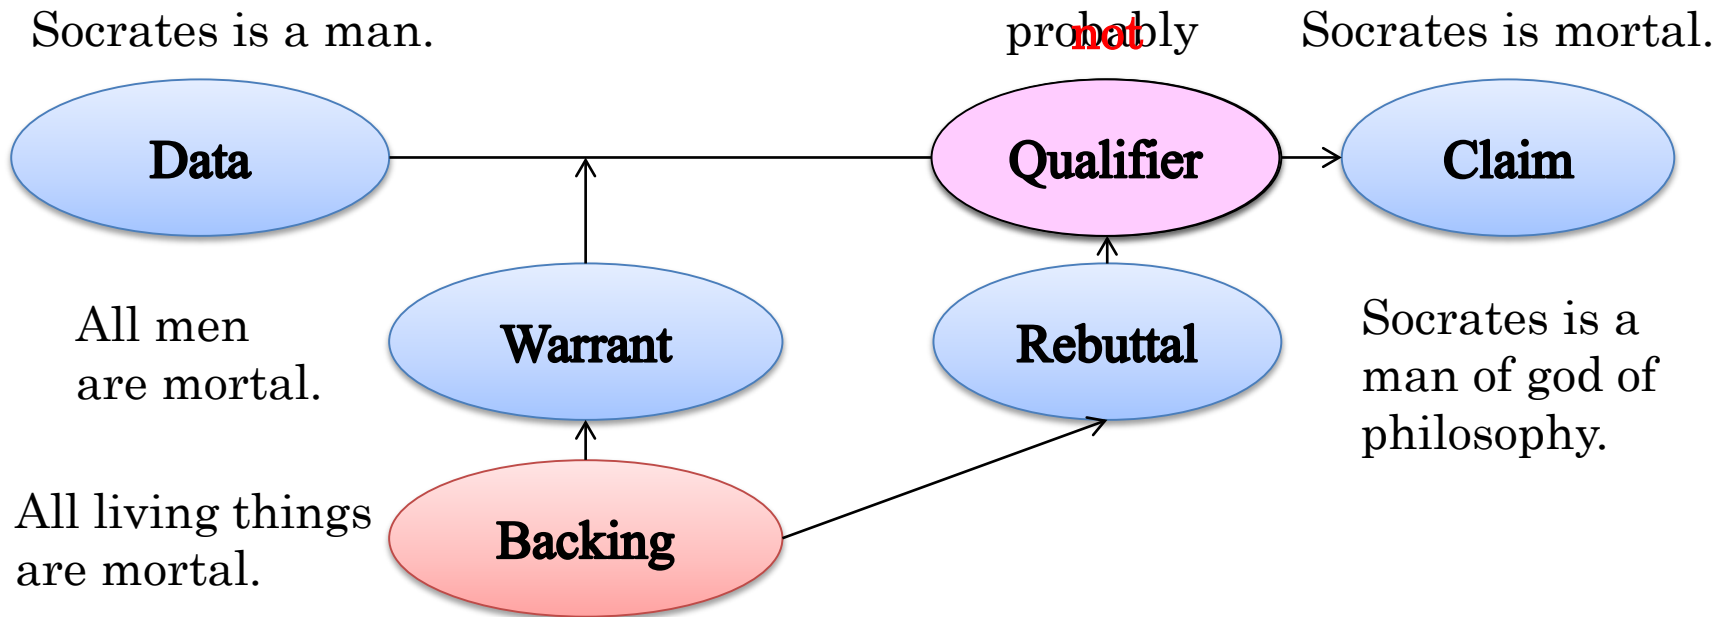 Socrates is a man.
probably
not
Socrates is mortal.
Data
Qualifier
Claim
All men
are mortal.
Warrant
Rebuttal
Socrates is a
man of god of
philosophy.
All living things
are mortal.
Backing